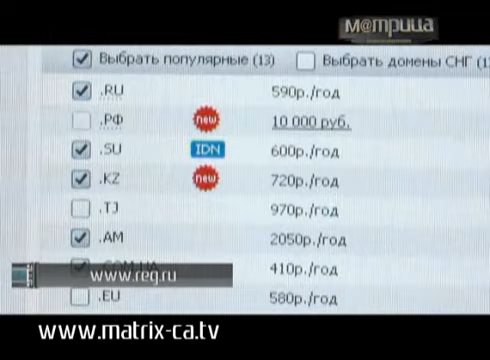 м@трица
Выбрать популярные (13) Выбрать домены СНГ
.RU 590р./год
.РФ new 10 000 руб.
.SU IDN 600р./год
.KZ new 720р./год
.TJ 970р./год
.AM 2050р./год
.COM.UA 410р./год
www.reg.ru
.EU 580р./год
www.matrix-ca.tv